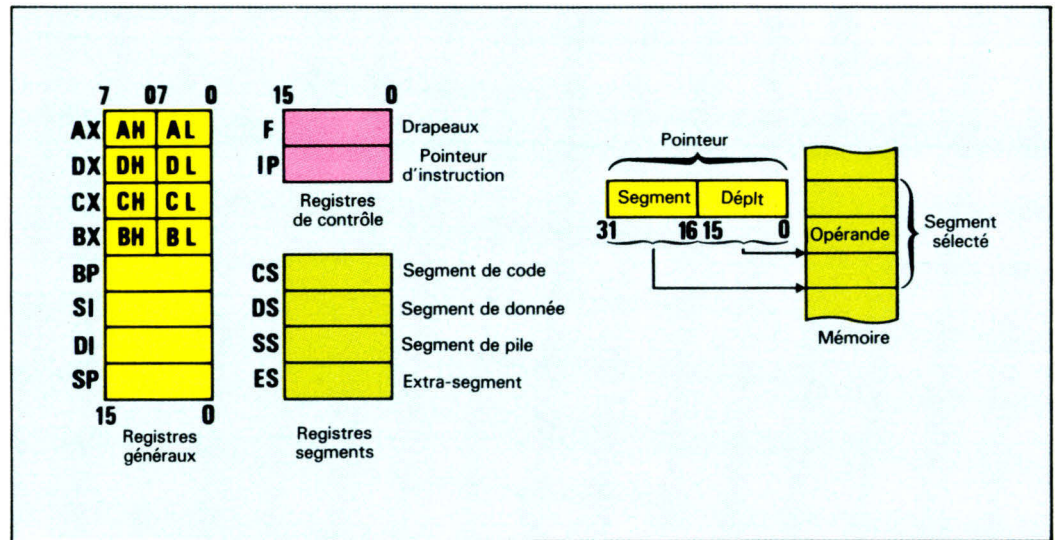 7 07 0
AX AH AL
DX DH DL
CX CH CL
BX BH BL
BP
SI
DI
SP
15 0
Registres
généraux
15 0
F Drapeaux
IP Pointeur
d'instruction
Registres
de contrôle
CS Segment de code
DS Segment de donnée
SS Segment de pile
ES Extra-segment
Registres
segments
Pointeur
Segment Déplt
31 16 15 0
Opérande
Segment
sélecté
Mémoire